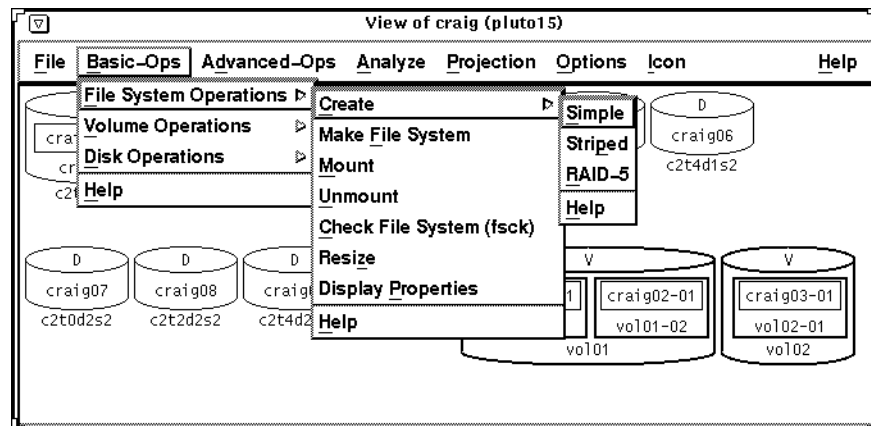 View of craig (pluto15)
File Basic-Ops Advanced-Ops Analyze Projection Options Icon Help
File System Operations
Volume Operations
Disk Operations
Help
Create
Make File System
Mount
Unmount
Check File System (fsck)
Resize
Display Properties
Help
Simple
Striped
RAID-5
Help
D
craig06
c2t4d1s2
D
craig07
c2t0d2s2
D
craig08
c2t2d2s2
D
V
craig02-01
vol01-02
vol01
V
craig03-01
vol02-01
vol02